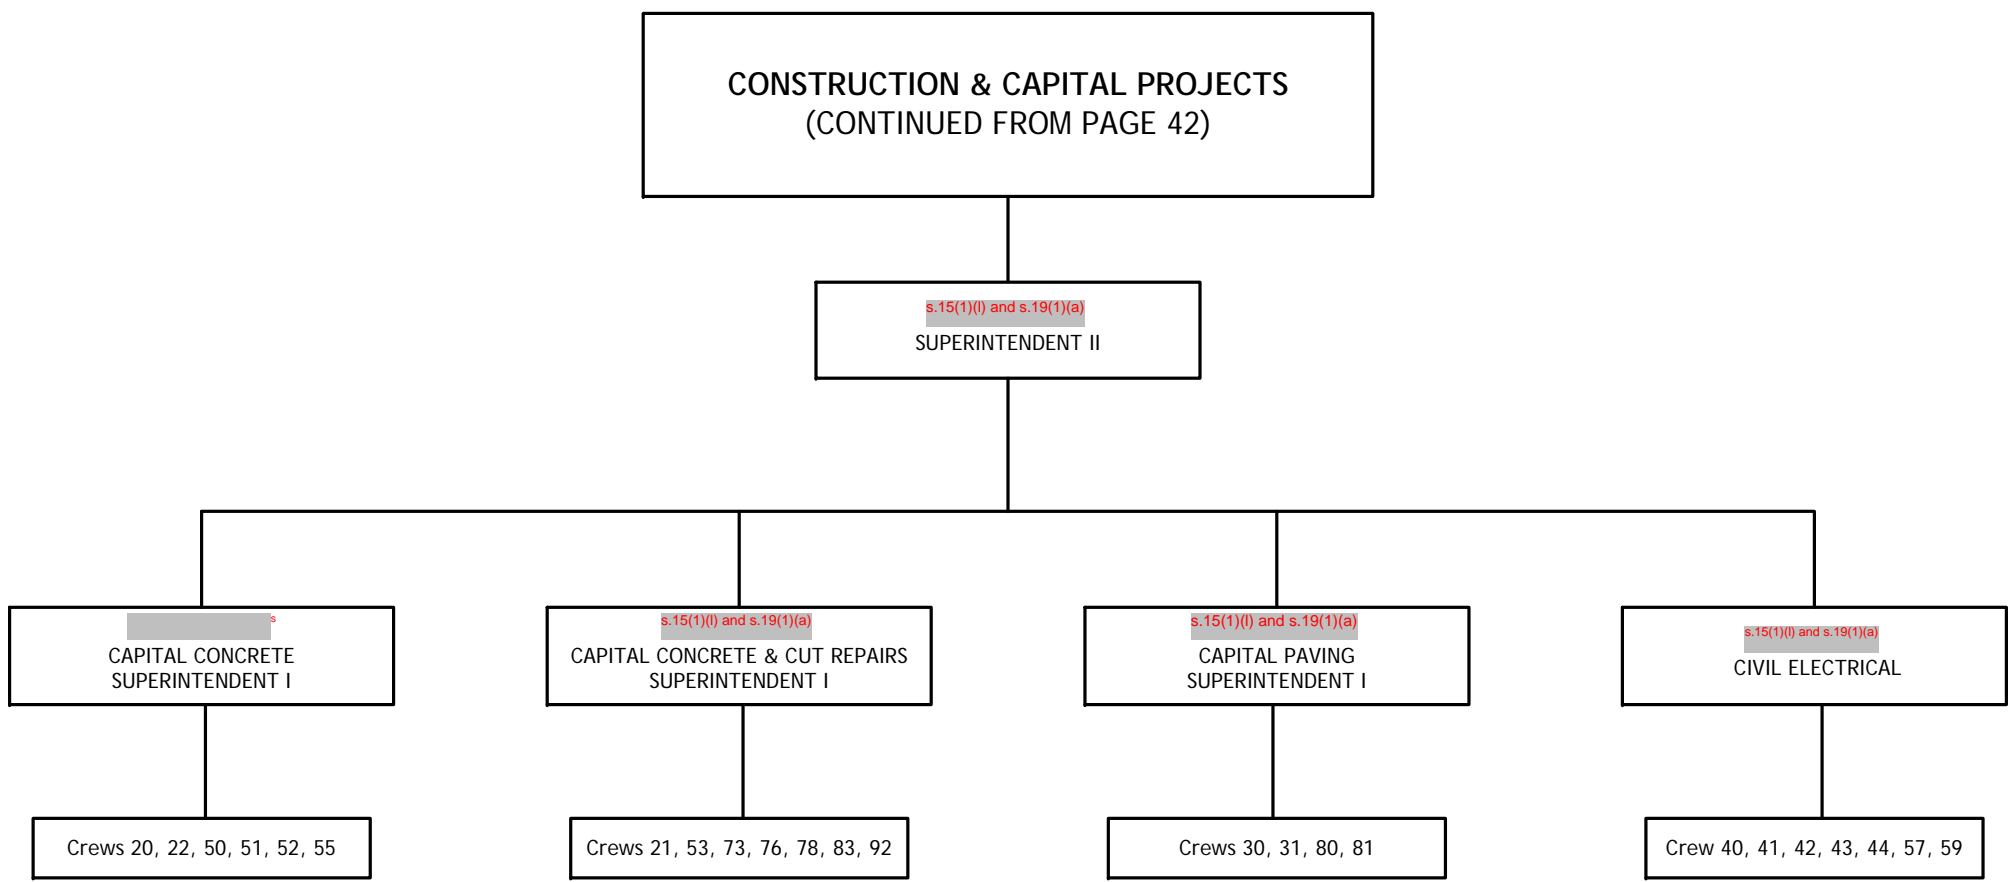 CONSTRUCTION & CAPITAL PROJECTS
(CONTINUED FROM PAGE 42)
s.15(1)(l) and s.19(1)(a)
SUPERINTENDENT II
s
CAPITAL CONCRETE
SUPERINTENDENT I
s.15(1)(l) and s.19(1)(a)
CAPITAL CONCRETE & CUT REPAIRS
SUPERINTENDENT I
s.15(1)(l) and s.19(1)(a)
CAPITAL PAVING
SUPERINTENDENT I
s.15(1)(l) and s.19(1)(a)
CIVIL ELECTRICAL
Crews 20, 22, 50, 51, 52, 55
Crews 21, 53, 73, 76, 78, 83, 92
Crews 30, 31, 80, 81
Crew 40, 41, 42, 43, 44, 57, 59